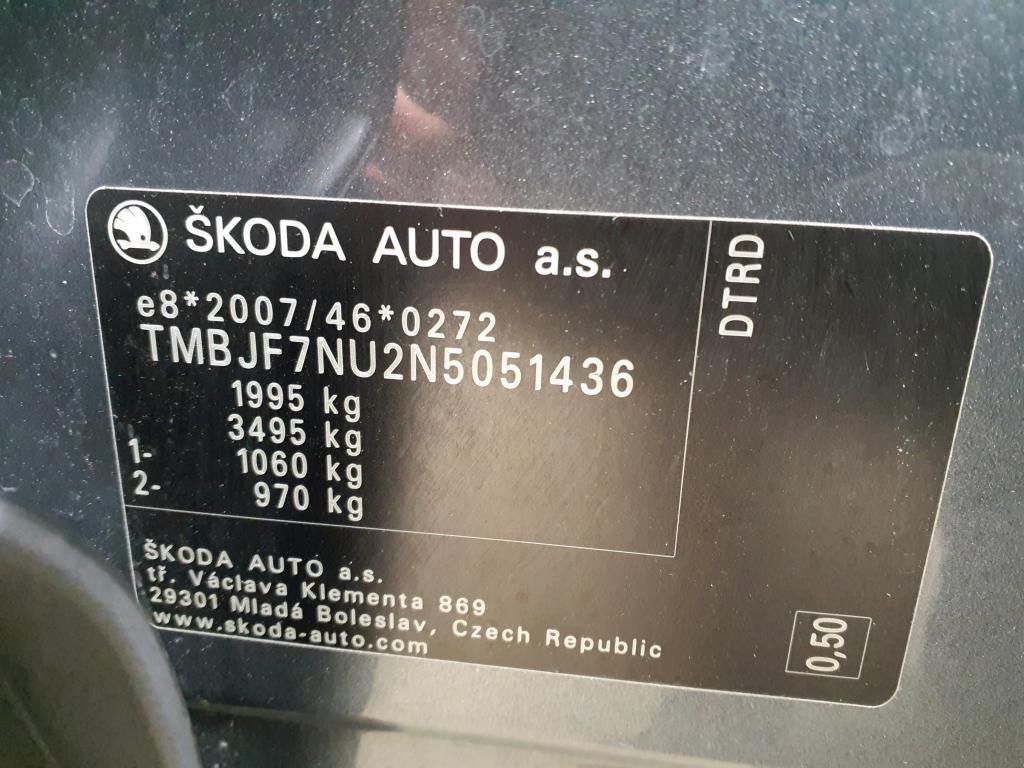 ŠKODA AUTO a.s.
e8*2007/46*0272
TMBJF7NU2N5051436
1995 kg
3495 kg
1- 1060 kg
2- 970 kg
DTRD
ŠKODA AUTO a.s.
tř. Václava Klementa 869
29301 Mladá Boleslav, Czech Republic
www.skoda-auto.com
0,50